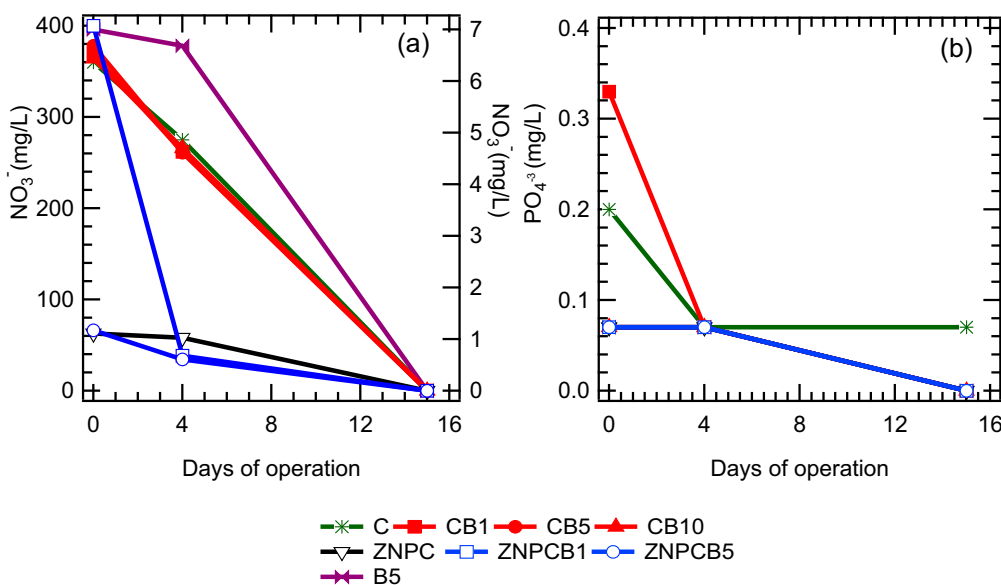 (a)
400
300
200
100
0
NO₃⁻ (mg/L)
7
6
5
4
3
2
1
0
NO₃⁻ (mg/L)
0 4 8 12 16
Days of operation
(b)
0.4
0.3
0.2
0.1
0.0
PO₄⁻³ (mg/L)
0 4 8 12 16
Days of operation
C CB1 CB5 CB10
ZNPC ZNPCB1 ZNPCB5
B5